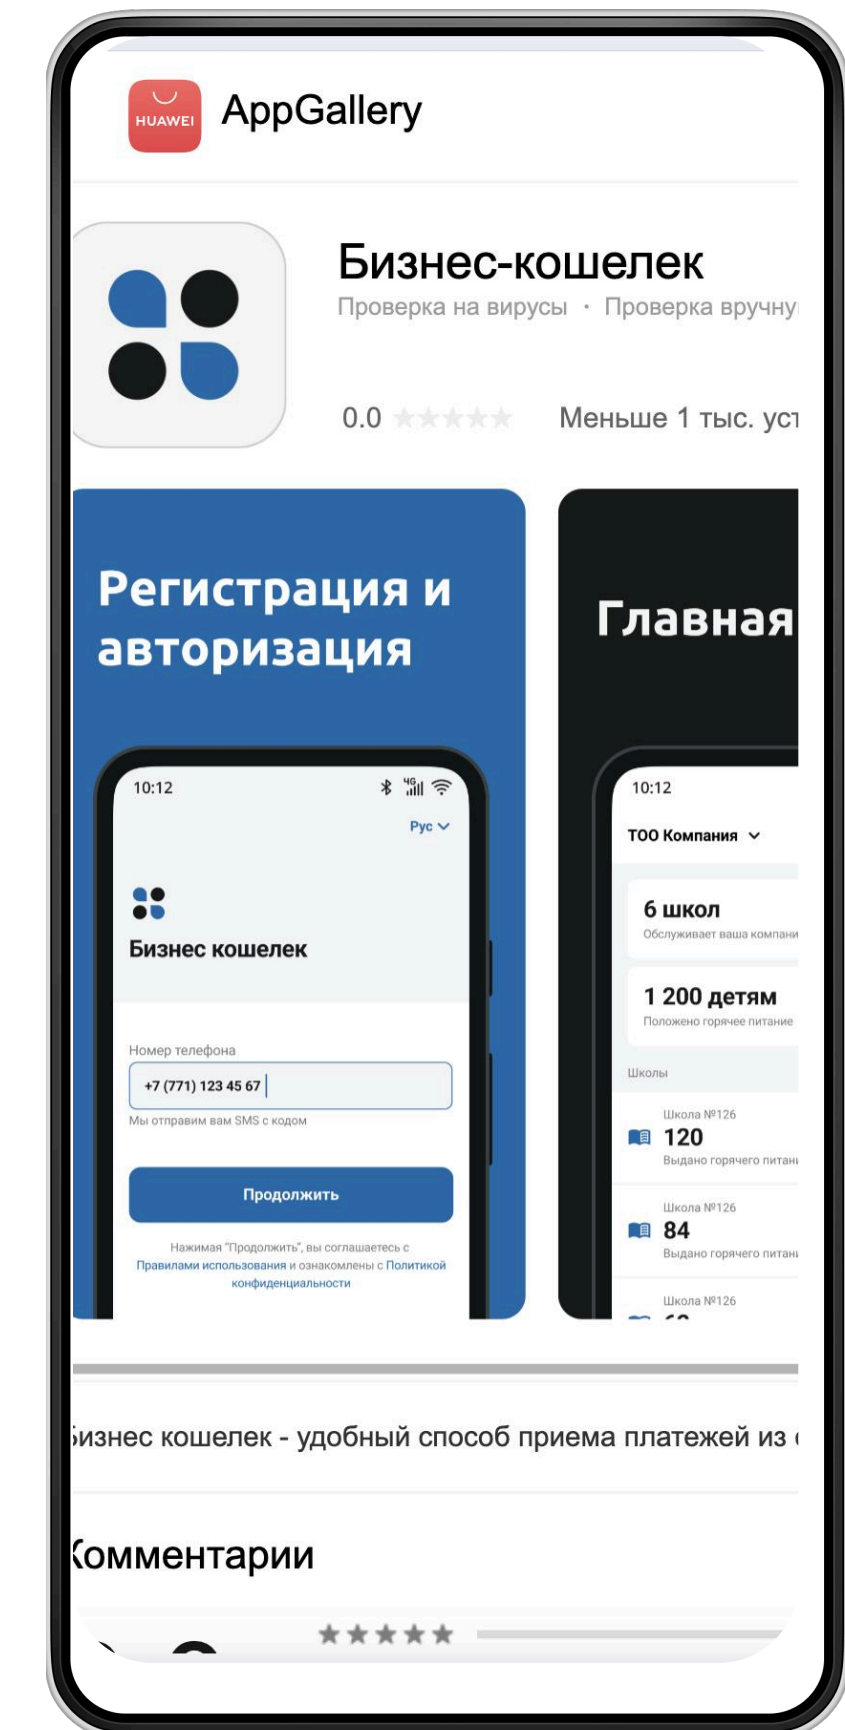 HUAWEI
AppGallery
Бизнес-кошелек
Проверка на вирусы · Проверка вручну
0.0 ★★★★★ Меньше 1 тыс. уст
Регистрация и
авторизация
10:12
4G
Рус
Бизнес кошелек
Номер телефона
+7 (771) 123 45 67
Мы отправим вам SMS с кодом
Продолжить
Нажимая "Продолжить", вы соглашаетесь с
Правилами использования и ознакомлены с Политикой
конфиденциальности
Главная
10:12
ТОО Компания
6 школ
Обслуживает ваша компани
1 200 детям
Положено горячее питание
Школы
Школа №126
120
Выдано горячего питани
Школа №126
84
Выдано горячего питани
Школа №126
Бизнес кошелек - удобный способ приема платежей из
Комментарии
★★★★★